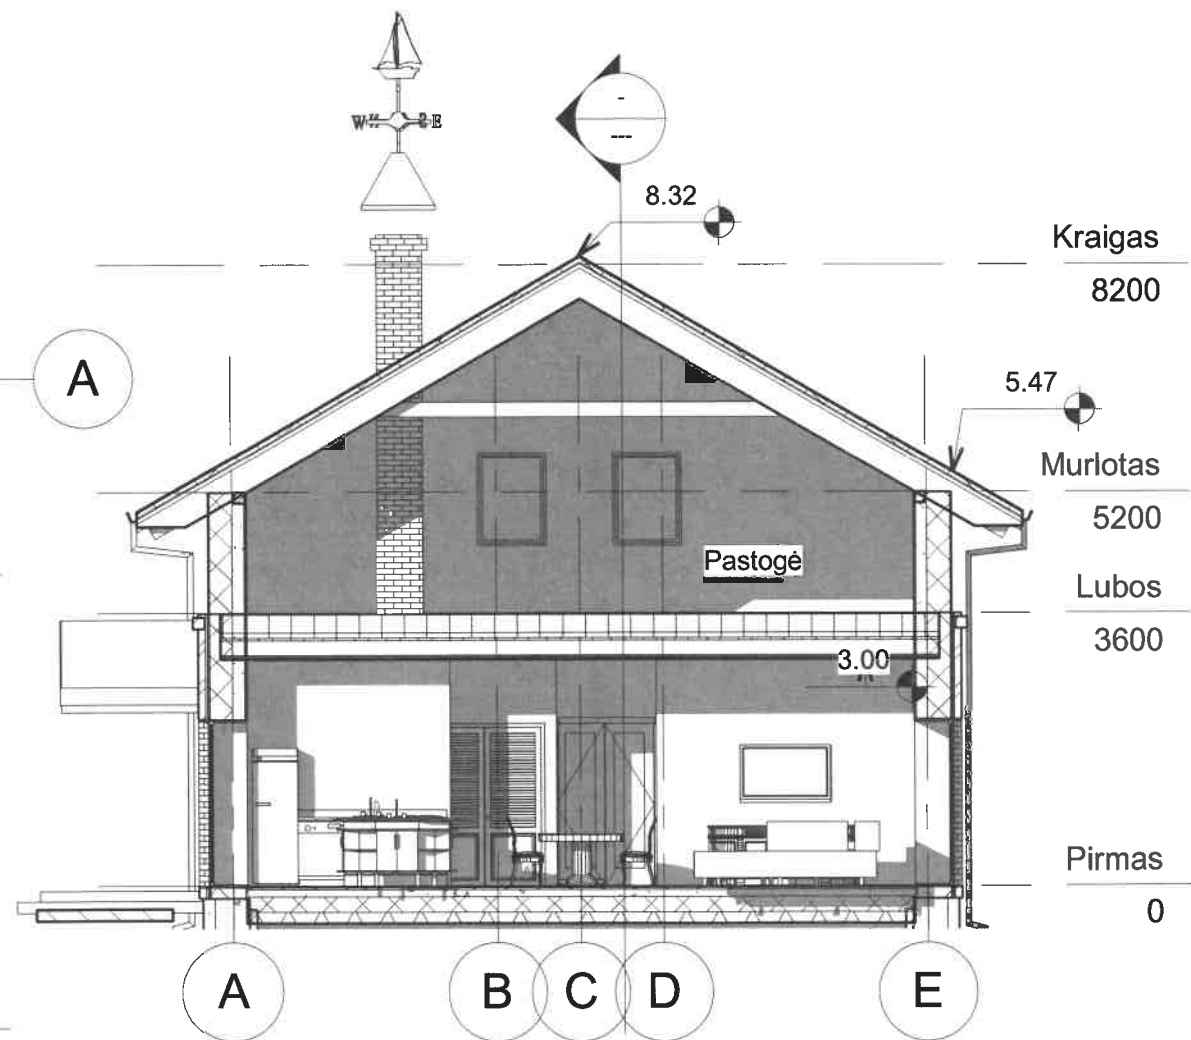 W N S E
-
---
8.32
Kraigas
8200
A
5.47
Murlotas
5200
Pastogė
Lubos
3600
3.00
Pirmas
0
A B C D E